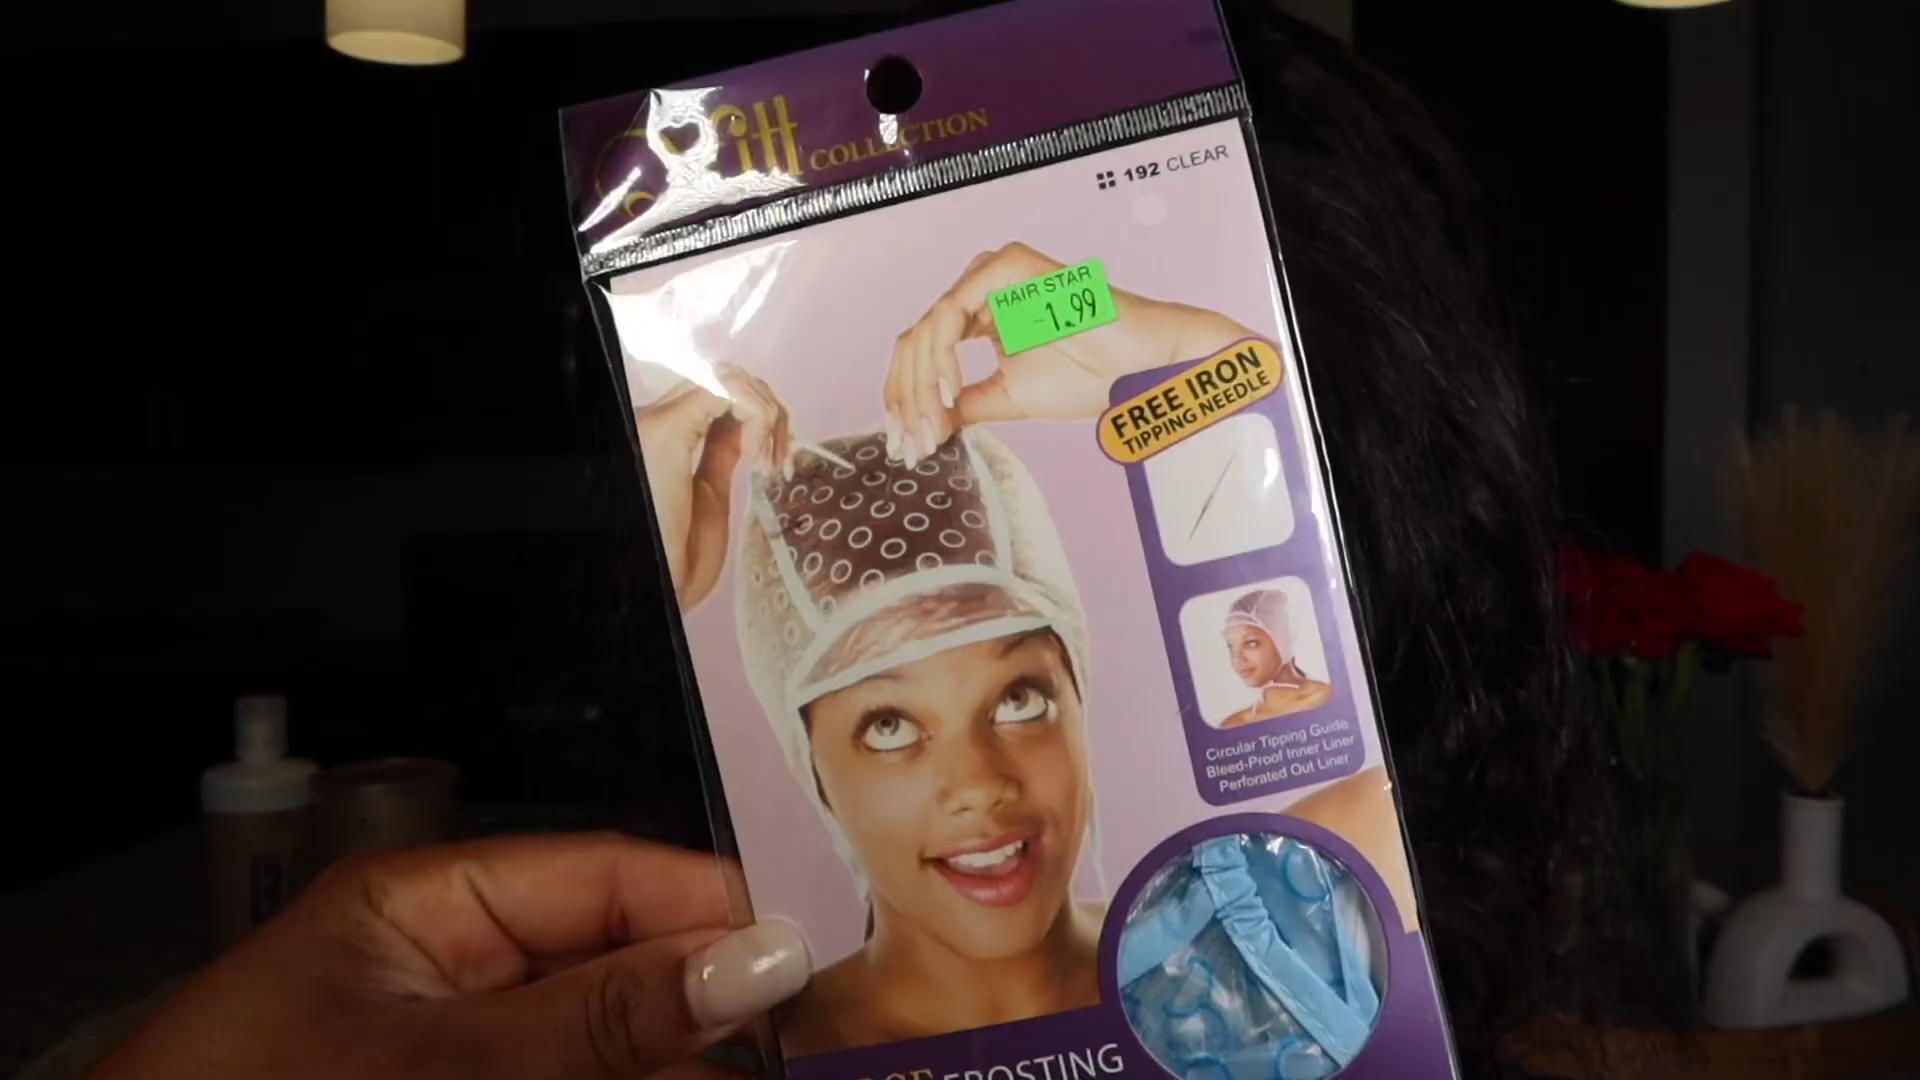 COLLECTION
192 CLEAR
HAIR STAR
-1.99
FREE IRON
TIPPING NEEDLE
Circular Tipping Guide
Bleed-Proof Inner Liner
Perforated Out Liner
FROSTING